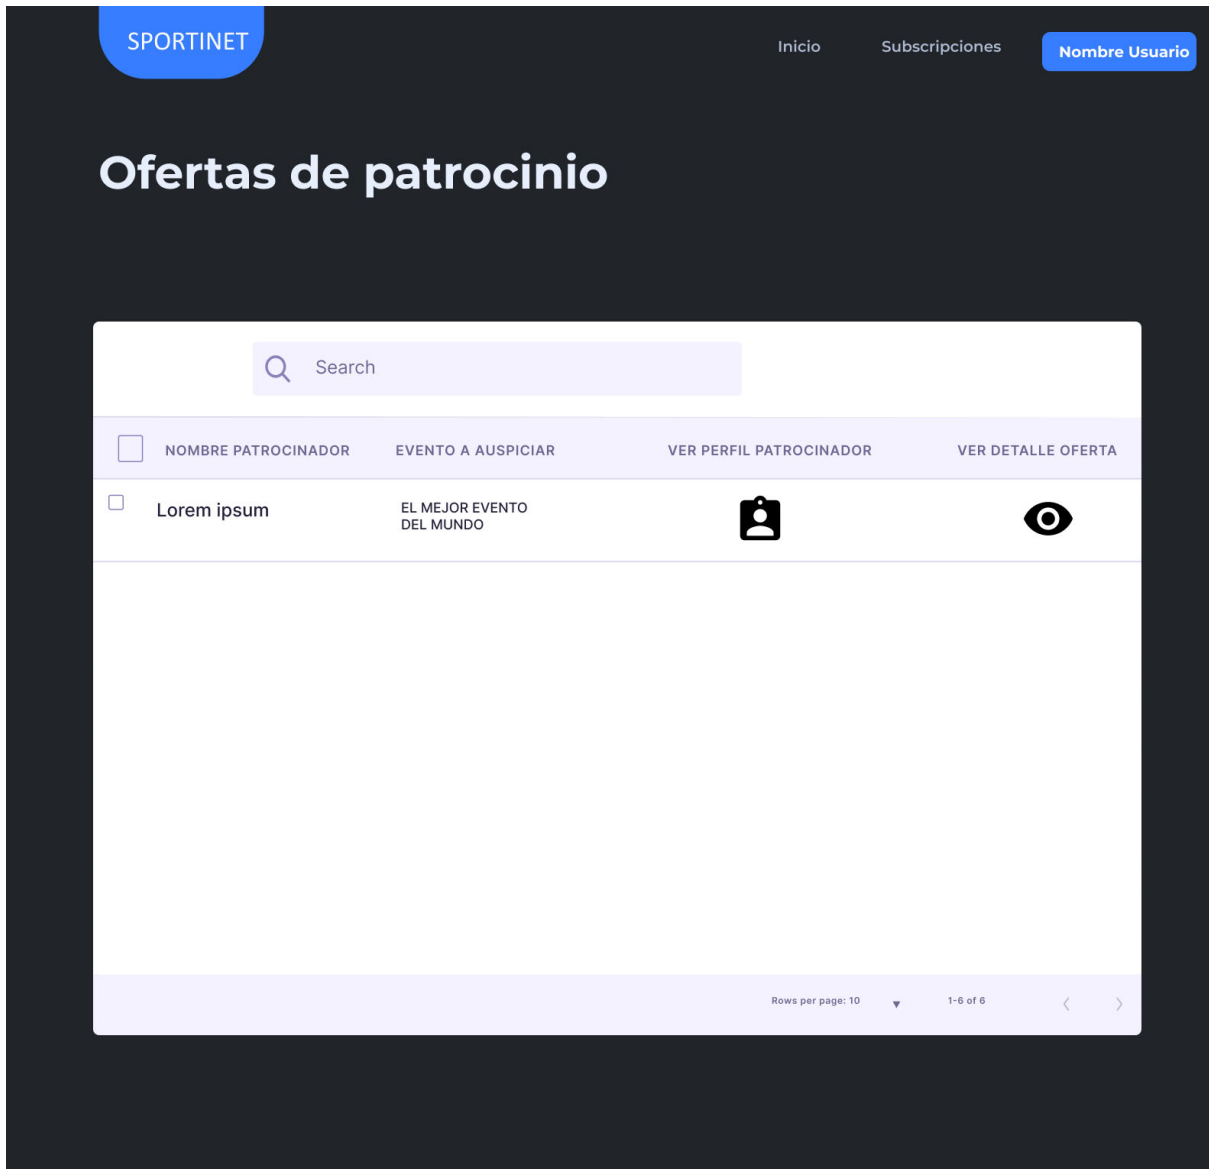 SPORTINET
Inicio
Subscripciones
Nombre Usuario
Ofertas de patrocinio
Search
NOMBRE PATROCINADOR
EVENTO A AUSPICIAR
VER PERFIL PATROCINADOR
VER DETALLE OFERTA
Lorem ipsum
EL MEJOR EVENTO
DEL MUNDO
Rows per page: 10
1-6 of 6